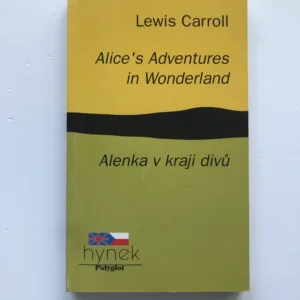 Lewis Carroll
Alice's Adventures
in Wonderland
Alenka v kraji divů
hynek
Polyglot